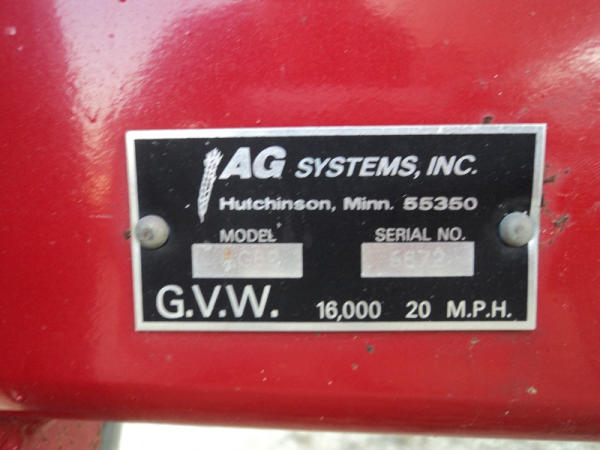 AG SYSTEMS, INC.
Hutchinson, Minn. 55350
MODEL SERIAL NO.
G.V.W. 16,000 20 M.P.H.